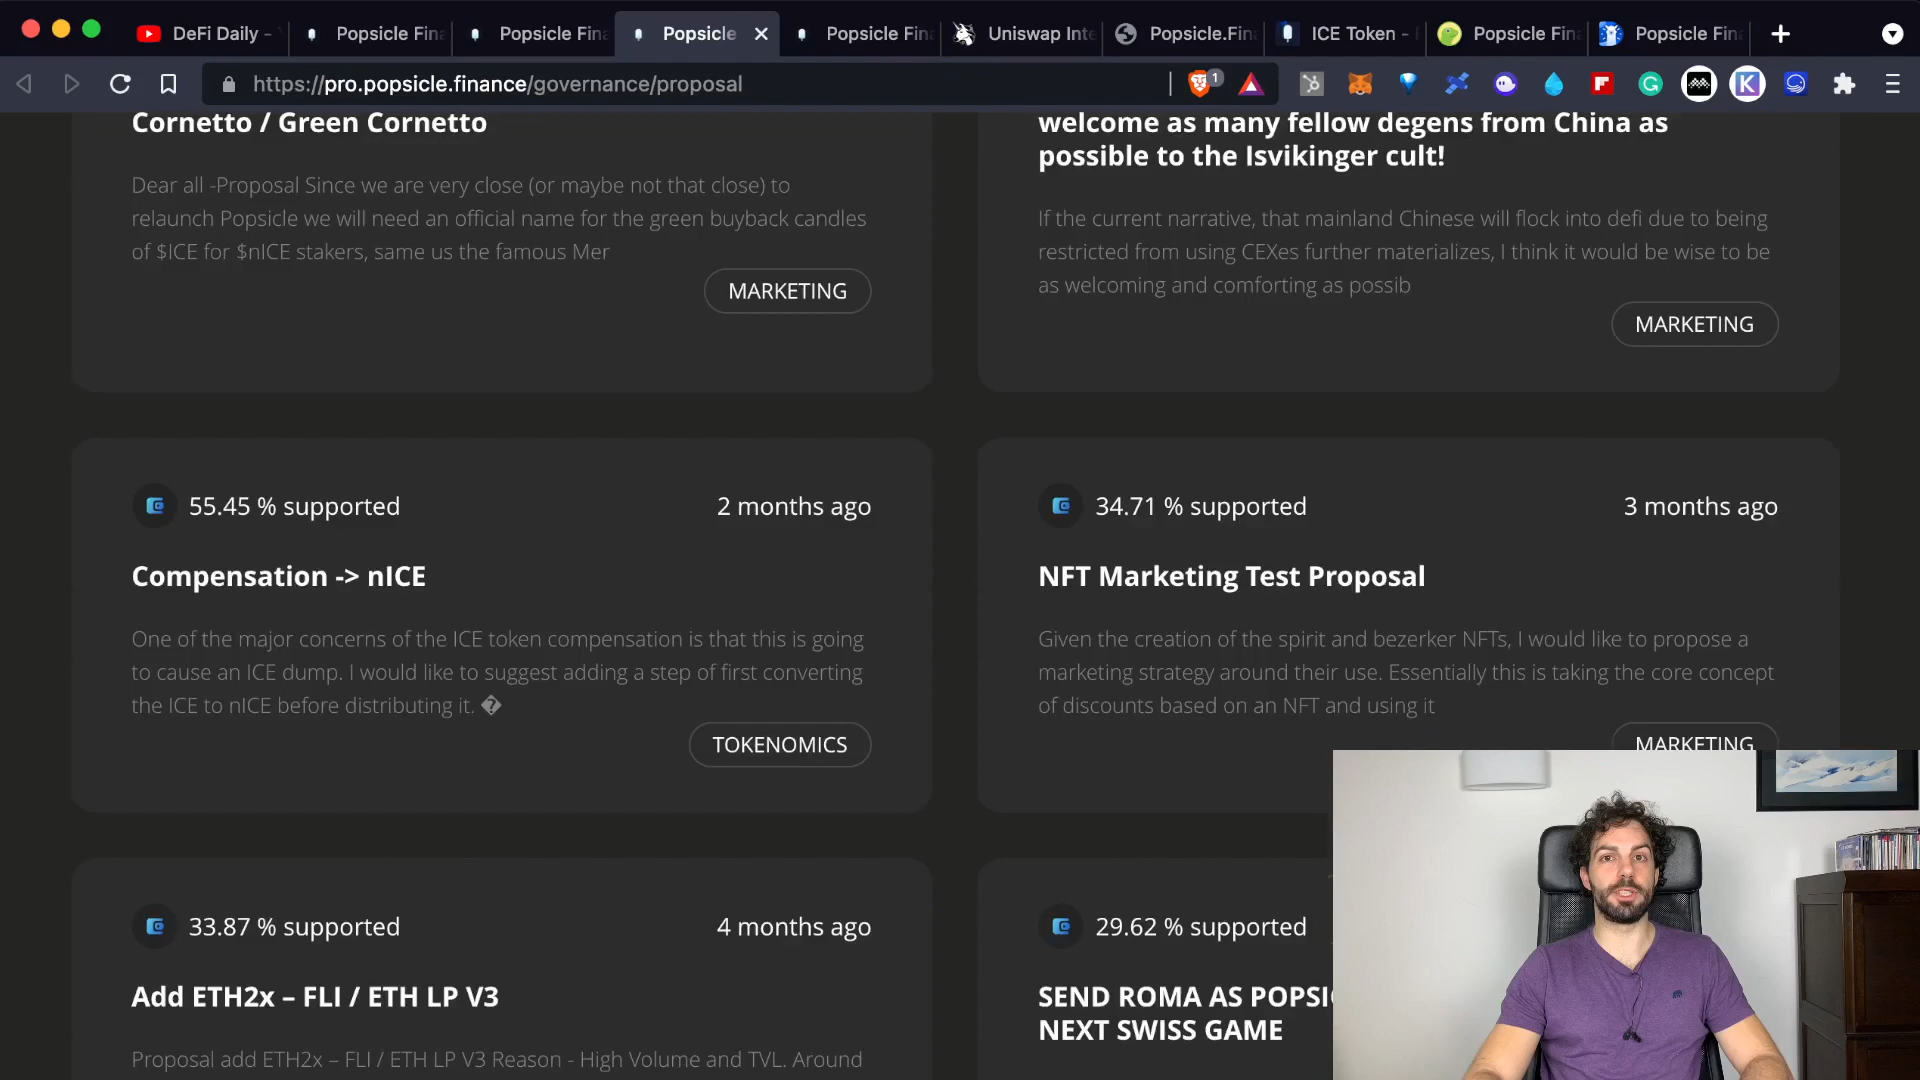 DeFi Daily -
Popsicle Fin
Popsicle Fin
Popsicle
Popsicle Fin
Uniswap Inte
Popsicle.Fin
ICE Token -
Popsicle Fin
Popsicle Fin
https://pro.popsicle.finance/governance/proposal
1
Cornetto / Green Cornetto
Dear all -Proposal Since we are very close (or maybe not that close) to
relaunch Popsicle we will need an official name for the green buyback candles
of $ICE for $nICE stakers, same us the famous Mer
MARKETING
welcome as many fellow degens from China as
possible to the Isvikinger cult!
If the current narrative, that mainland Chinese will flock into defi due to being
restricted from using CEXes further materializes, I think it would be wise to be
as welcoming and comforting as possib
MARKETING
55.45 % supported
2 months ago
Compensation -> nICE
One of the major concerns of the ICE token compensation is that this is going
to cause an ICE dump. I would like to suggest adding a step of first converting
the ICE to nICE before distributing it. �
TOKENOMICS
34.71 % supported
3 months ago
NFT Marketing Test Proposal
Given the creation of the spirit and bezerker NFTs, I would like to propose a
marketing strategy around their use. Essentially this is taking the core concept
of discounts based on an NFT and using it
MARKETING
33.87 % supported
4 months ago
Add ETH2x – FLI / ETH LP V3
Proposal add ETH2x – FLI / ETH LP V3 Reason - High Volume and TVL. Around
29.62 % supported
SEND ROMA AS POPSI
NEXT SWISS GAME